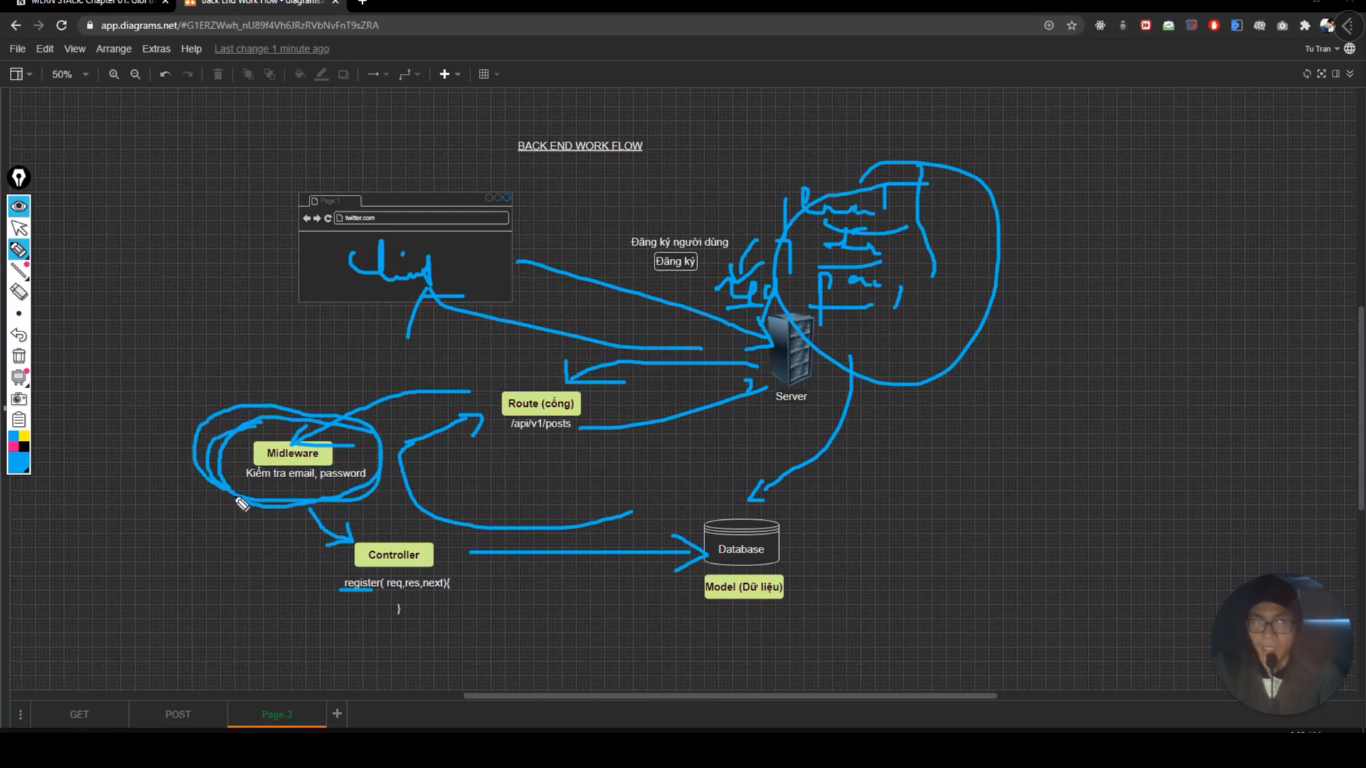 MERN STACK. Chapter 01: Giới t
Back End Work Flow - diagrams.
app.diagrams.net/#G1ERZWwh_nU89f4Vh6JRzRVbNvFnT9sZRA
File Edit View Arrange Extras Help Last change 1 minute ago
Tu Tran
50%
BACK END WORK FLOW
Page 1
twitter.com
Đăng ký người dùng
Đăng ký
Server
Route (cổng)
/api/v1/posts
Midleware
Kiểm tra email, password
Controller
register( req,res,next){
}
Database
Model (Dữ liệu)
GET POST Page-3